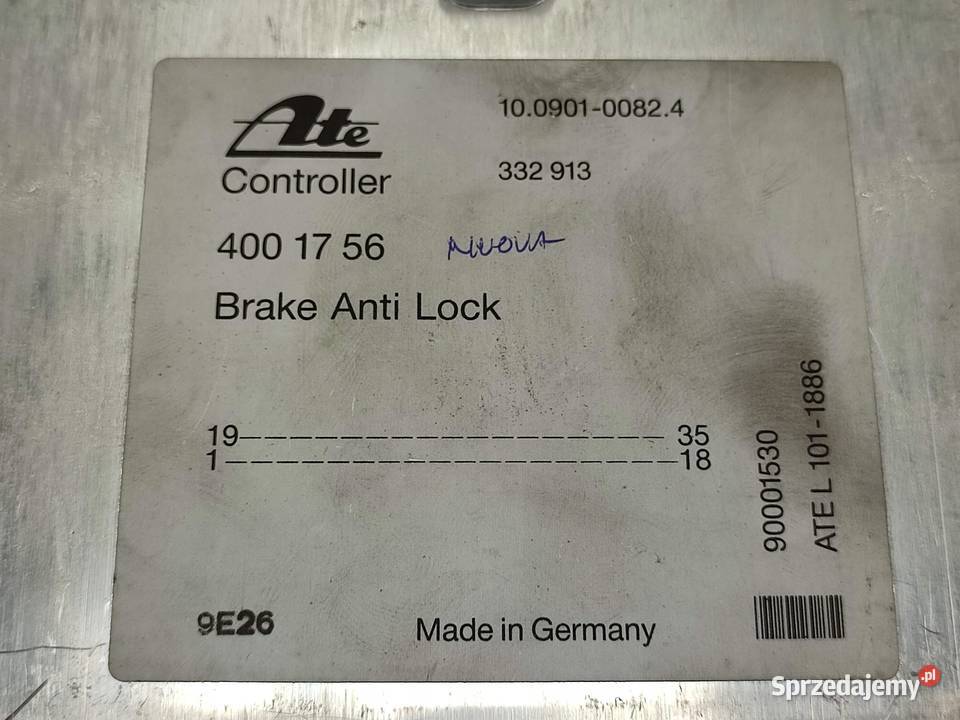 Ate
10.0901-0082.4
Controller
332 913
400 17 56
NUOVA
Brake Anti Lock
19 — — — — — — — — — — — — — — — — — 35
1 — — — — — — — — — — — — — — — — — — 18
90001530
ATE L 101-1886
9E26
Made in Germany
Sprzedajemy.pl